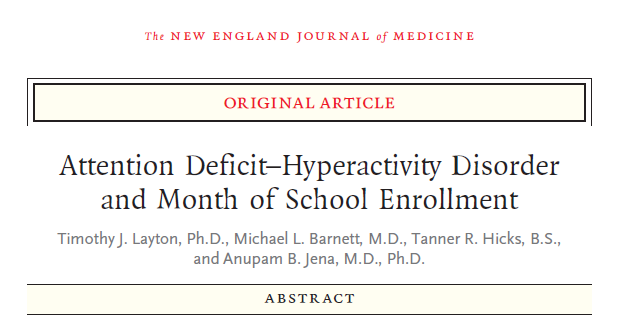 The NEW ENGLAND JOURNAL of MEDICINE
ORIGINAL ARTICLE
Attention Deficit–Hyperactivity Disorder
and Month of School Enrollment
Timothy J. Layton, Ph.D., Michael L. Barnett, M.D., Tanner R. Hicks, B.S.,
and Anupam B. Jena, M.D., Ph.D.
ABSTRACT